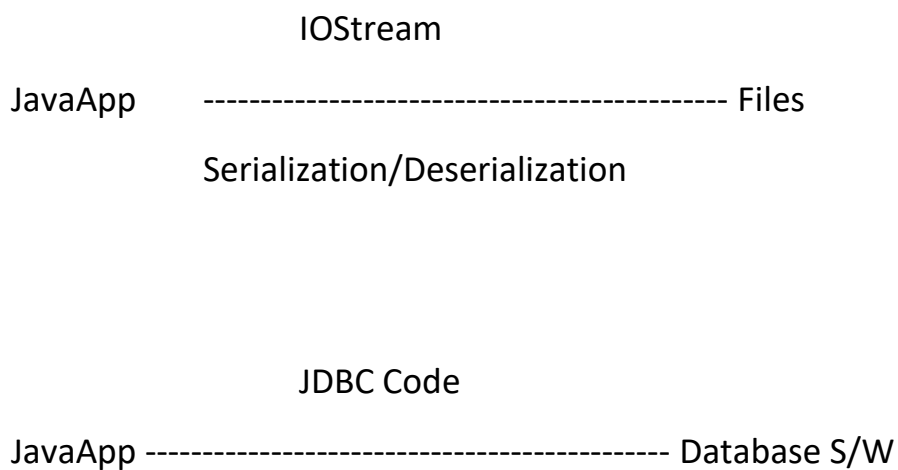 IOStream
JavaApp ---------------------------------------------- Files
Serialization/Deserialization
JDBC Code
JavaApp ---------------------------------------------- Database S/W